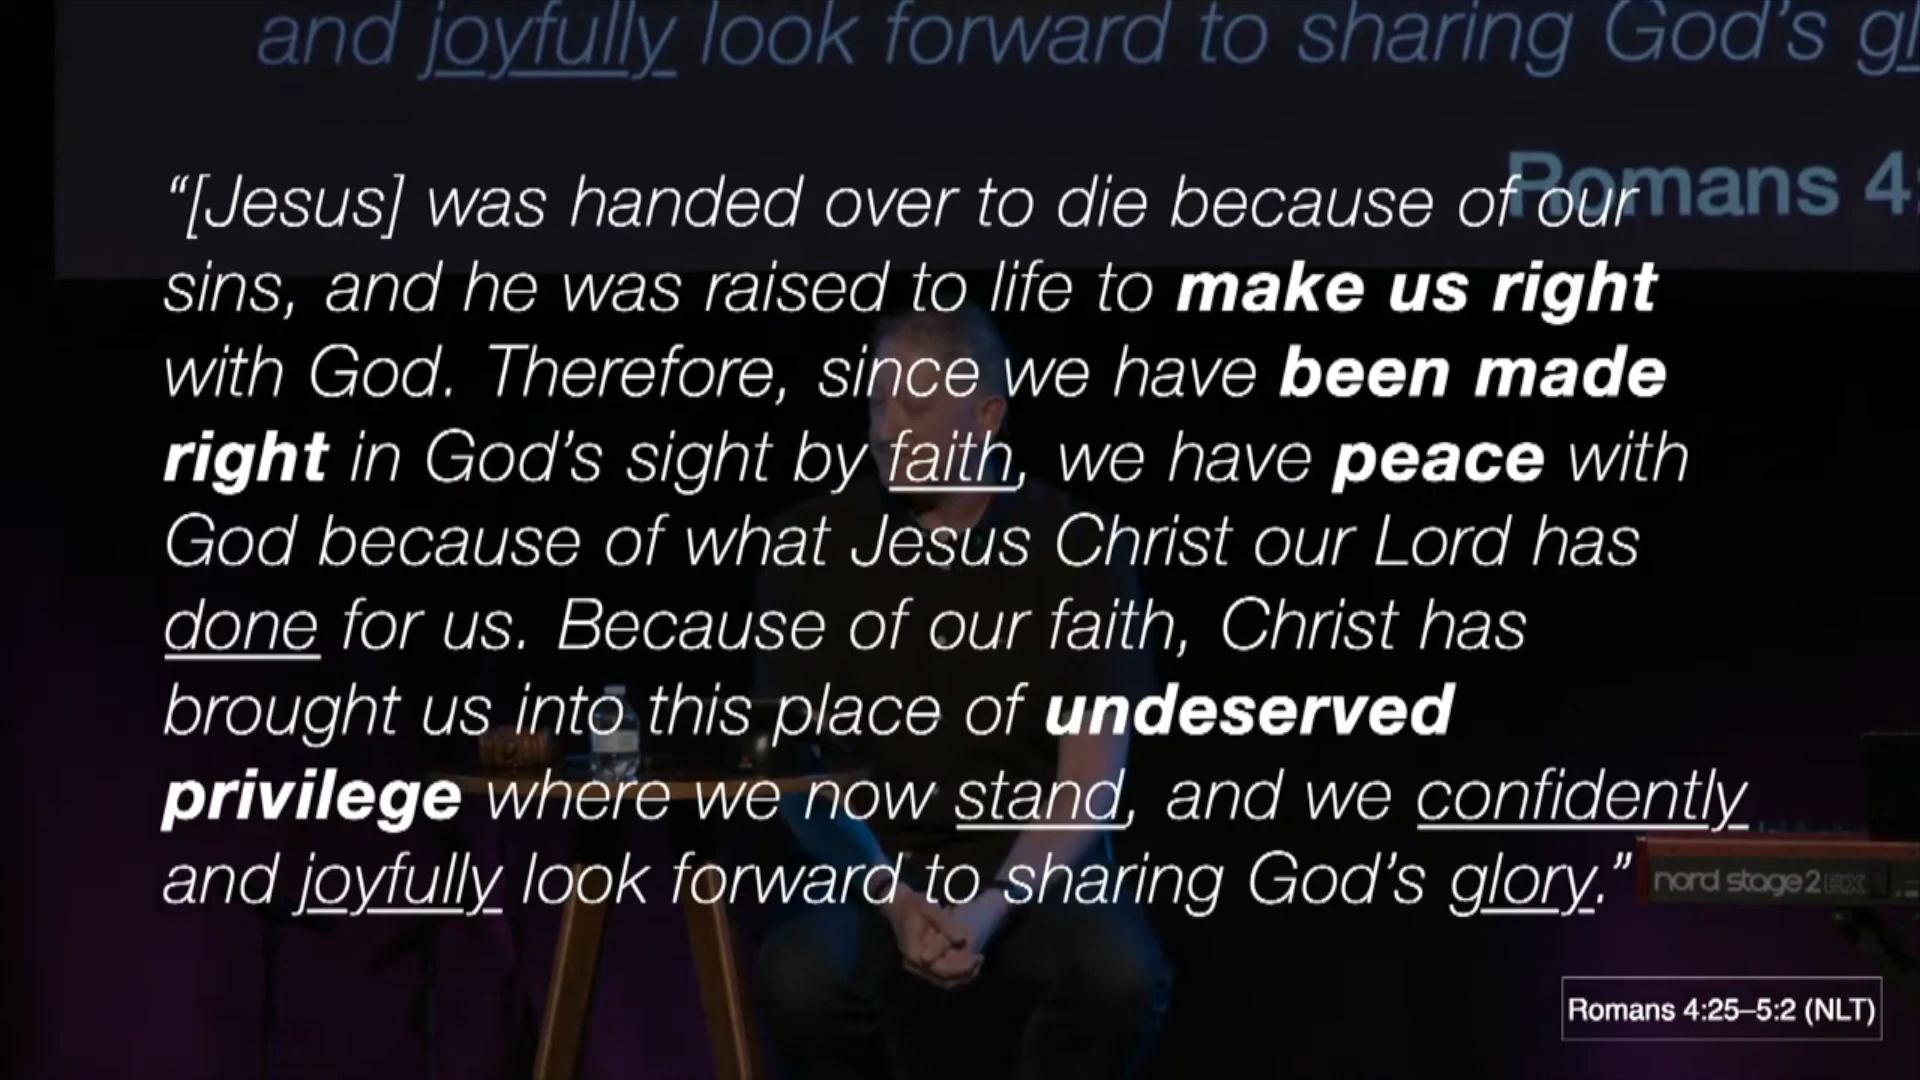 and joyfully look forward to sharing God's gl
Romans 4:
“[Jesus] was handed over to die because of our
sins, and he was raised to life to make us right
with God. Therefore, since we have been made
right in God’s sight by faith, we have peace with
God because of what Jesus Christ our Lord has
done for us. Because of our faith, Christ has
brought us into this place of undeserved
privilege where we now stand, and we confidently
and joyfully look forward to sharing God’s glory.”
nord stage 2 EX
Romans 4:25–5:2 (NLT)